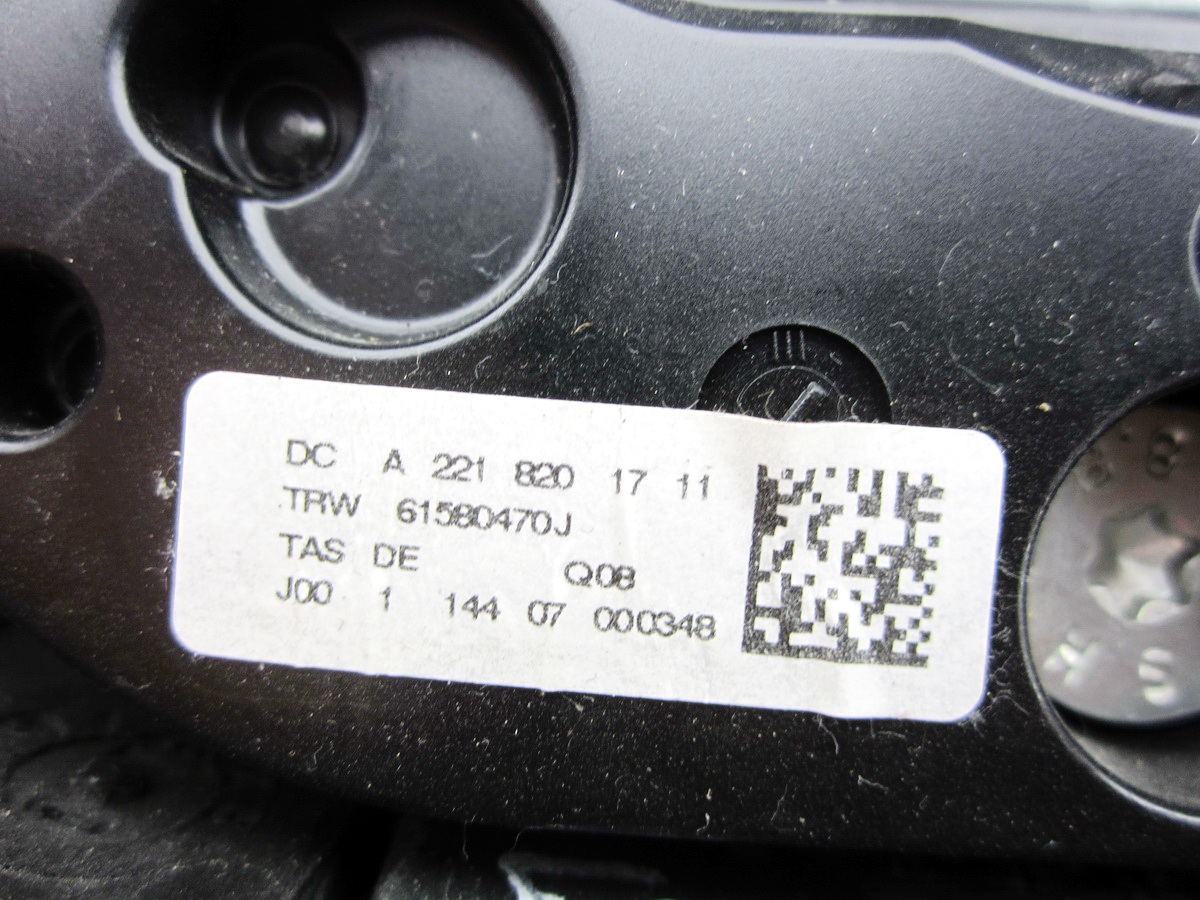 DC A 221 820 17 11
TRW 61580470J
TAS DE Q08
J00 1 144 07 000348